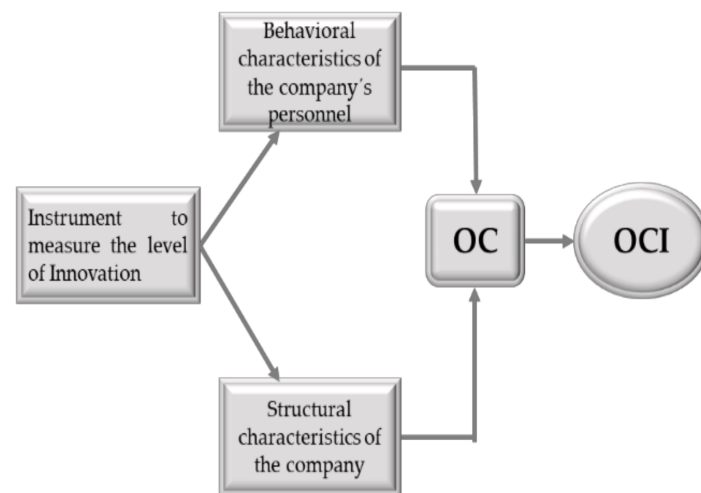 Behavioral
characteristics of
the company´s
personnel
Instrument to
measure the level
of Innovation
OC
OCI
Structural
characteristics of
the company